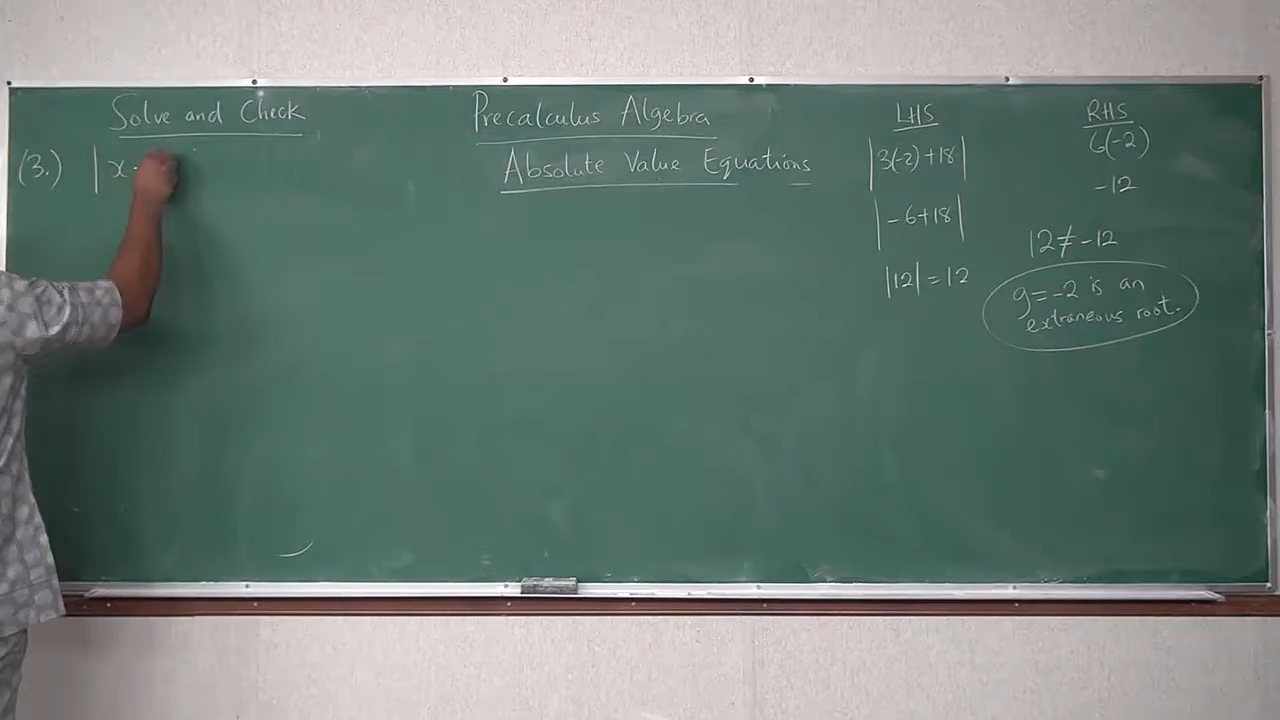 Solve and Check
(3.) |x-
Precalculus Algebra
Absolute Value Equations
LHS
|3(-2)+18|
|-6+18|
|12|=12
RHS
6(-2)
-12
12≠-12
g=-2 is an
extraneous root.